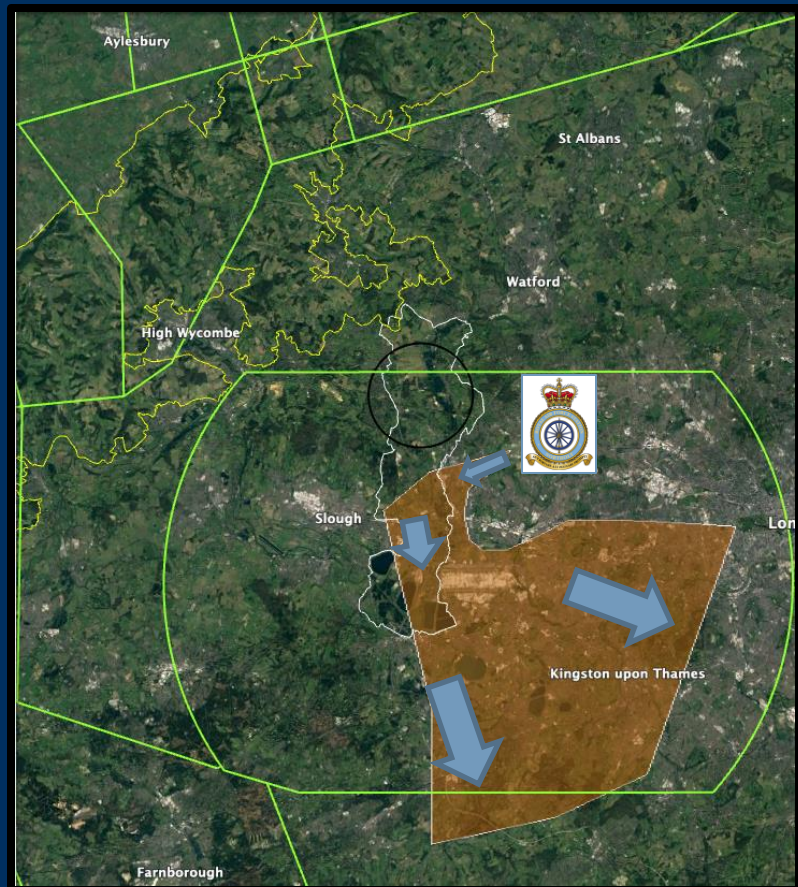 Aylesbury
St Albans
Watford
High Wycombe
Slough
Lon
Kingston upon Thames
Farnborough